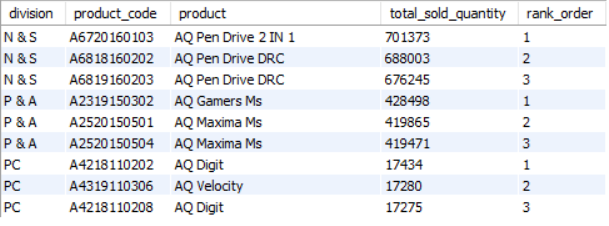 division product_code product total_sold_quantity rank_order
N & S A6720160103 AQ Pen Drive 2 IN 1 701373 1
N & S A6818160202 AQ Pen Drive DRC 688003 2
N & S A6819160203 AQ Pen Drive DRC 676245 3
P & A A2319150302 AQ Gamers Ms 428498 1
P & A A2520150501 AQ Maxima Ms 419865 2
P & A A2520150504 AQ Maxima Ms 419471 3
PC A4218110202 AQ Digit 17434 1
PC A4319110306 AQ Velocity 17280 2
PC A4218110208 AQ Digit 17275 3